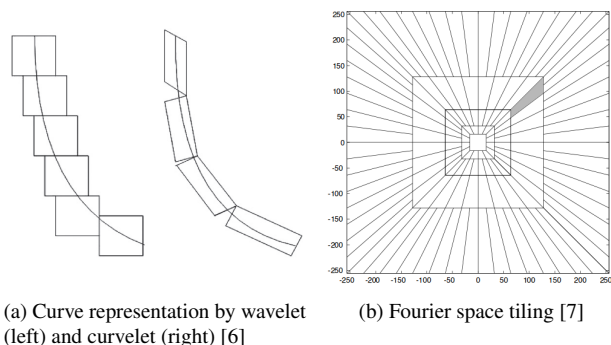 250
200
150
100
50
0
-50
-100
-150
-200
-250
-250 -200 -150 -100 -50 0 50 100 150 200 250
(a) Curve representation by wavelet
(left) and curvelet (right) [6]
(b) Fourier space tiling [7]